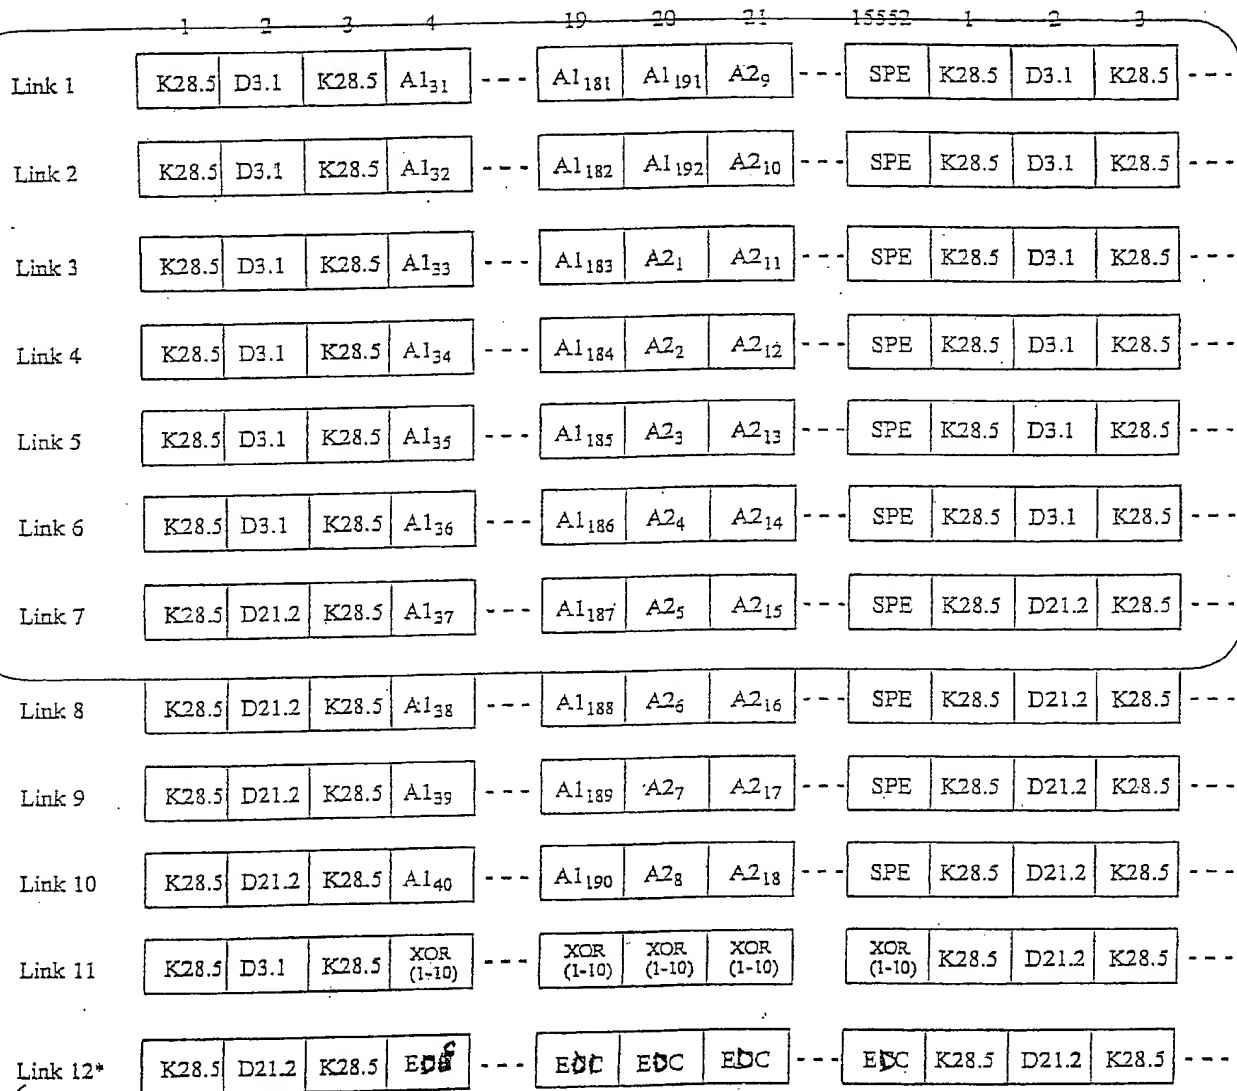 1 2 3 4 19 20 21 15552 1 2 3
Link 1 K28.5 D3.1 K28.5 A1₃₁ --- A1₁₈₁ A1₁₉₁ A2₉ --- SPE K28.5 D3.1 K28.5 ---
Link 2 K28.5 D3.1 K28.5 A1₃₂ --- A1₁₈₂ A1₁₉₂ A2₁₀ --- SPE K28.5 D3.1 K28.5 ---
Link 3 K28.5 D3.1 K28.5 A1₃₃ --- A1₁₈₃ A2₁ A2₁₁ --- SPE K28.5 D3.1 K28.5 ---
Link 4 K28.5 D3.1 K28.5 A1₃₄ --- A1₁₈₄ A2₂ A2₁₂ --- SPE K28.5 D3.1 K28.5 ---
Link 5 K28.5 D3.1 K28.5 A1₃₅ --- A1₁₈₅ A2₃ A2₁₃ --- SPE K28.5 D3.1 K28.5 ---
Link 6 K28.5 D3.1 K28.5 A1₃₆ --- A1₁₈₆ A2₄ A2₁₄ --- SPE K28.5 D3.1 K28.5 ---
Link 7 K28.5 D21.2 K28.5 A1₃₇ --- A1₁₈₇ A2₅ A2₁₅ --- SPE K28.5 D21.2 K28.5 ---
Link 8 K28.5 D21.2 K28.5 A1₃₈ --- A1₁₈₈ A2₆ A2₁₆ --- SPE K28.5 D21.2 K28.5 ---
Link 9 K28.5 D21.2 K28.5 A1₃₉ --- A1₁₈₉ A2₇ A2₁₇ --- SPE K28.5 D21.2 K28.5 ---
Link 10 K28.5 D21.2 K28.5 A1₄₀ --- A1₁₉₀ A2₈ A2₁₈ --- SPE K28.5 D21.2 K28.5 ---
Link 11 K28.5 D3.1 K28.5 XOR (1-10) --- XOR (1-10) XOR (1-10) XOR (1-10) --- XOR (1-10) K28.5 D21.2 K28.5 ---
Link 12* K28.5 D21.2 K28.5 --- EDC EDC EDC --- EDC K28.5 D21.2 K28.5 ---